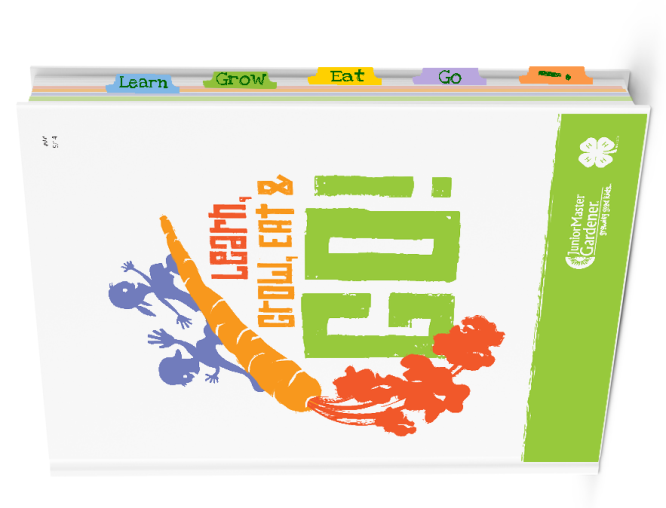 Learn
Grow
Eat
Go
Learn,
Grow, Eat &
GO!
Junior Master
Gardener